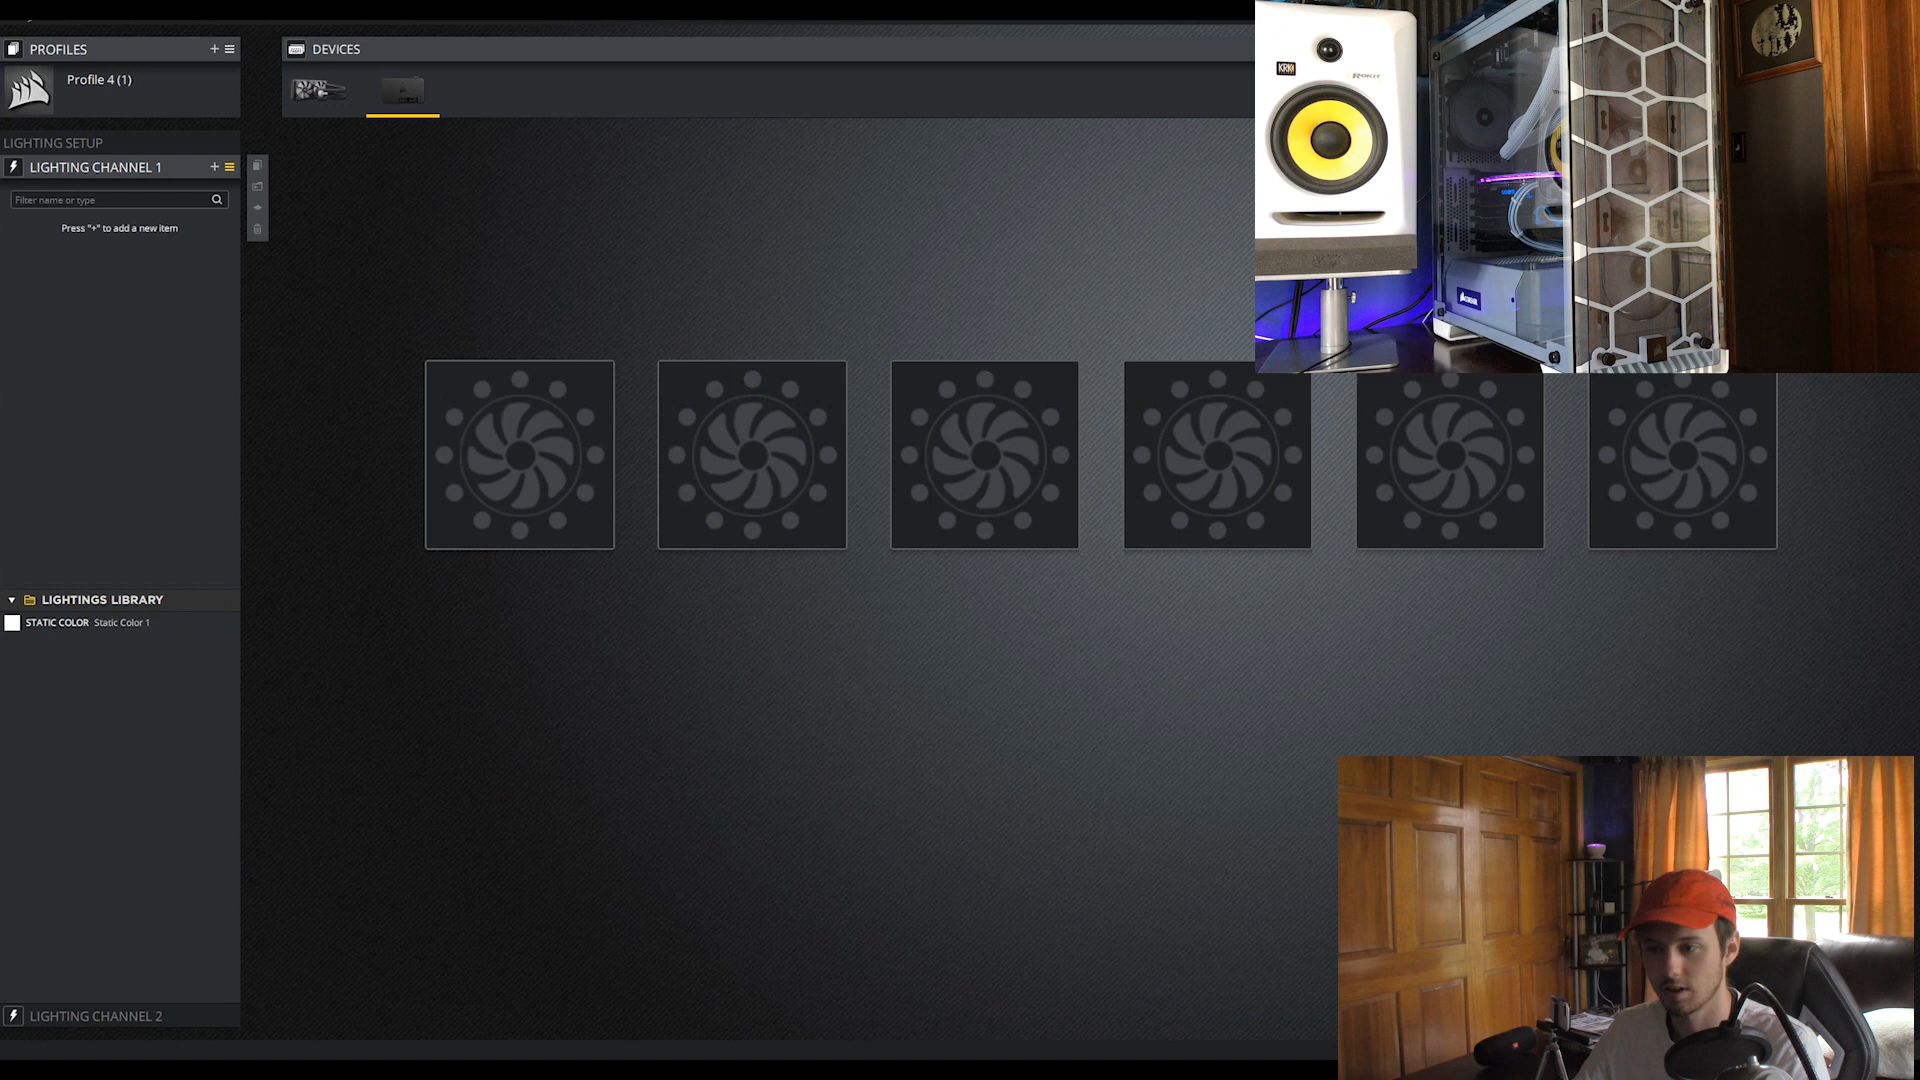 PROFILES
DEVICES
Profile 4 (1)
LIGHTING SETUP
LIGHTING CHANNEL 1
Filter name or type
Press "+" to add a new item
LIGHTINGS LIBRARY
STATIC COLOR Static Color 1
LIGHTING CHANNEL 2
KRK
ROKIT
CORSAIR